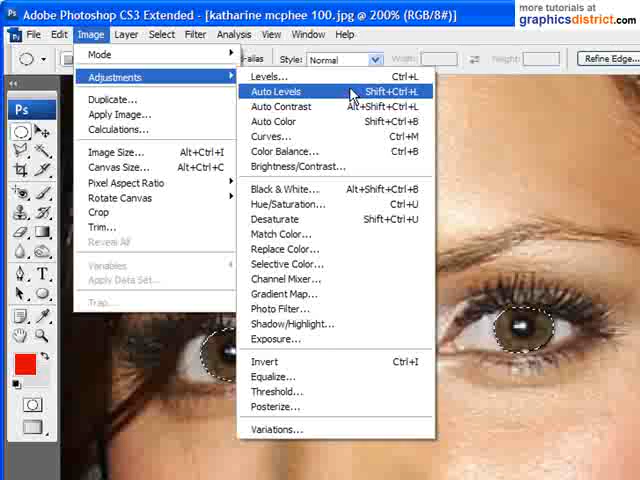 more tutorials at
graphicsdistrict.com
Adobe Photoshop CS3 Extended - [katharine mcphee 100.jpg @ 200% (RGB/8#)]
File Edit Image Layer Select Filter Analysis View Window Help
-alias Style: Normal Width: Height: Refine Edge...
Mode
Adjustments
Duplicate...
Apply Image...
Calculations...
Image Size... Alt+Ctrl+I
Canvas Size... Alt+Ctrl+C
Pixel Aspect Ratio
Rotate Canvas
Crop
Trim...
Reveal All
Variables
Apply Data Set...
Trap...
Levels... Ctrl+L
Auto Levels Shift+Ctrl+L
Auto Contrast Alt+Shift+Ctrl+L
Auto Color Shift+Ctrl+B
Curves... Ctrl+M
Color Balance... Ctrl+B
Brightness/Contrast...
Black & White... Alt+Shift+Ctrl+B
Hue/Saturation... Ctrl+U
Desaturate Shift+Ctrl+U
Match Color...
Replace Color...
Selective Color...
Channel Mixer...
Gradient Map...
Photo Filter...
Shadow/Highlight...
Exposure...
Invert Ctrl+I
Equalize...
Threshold...
Posterize...
Variations...
Ps